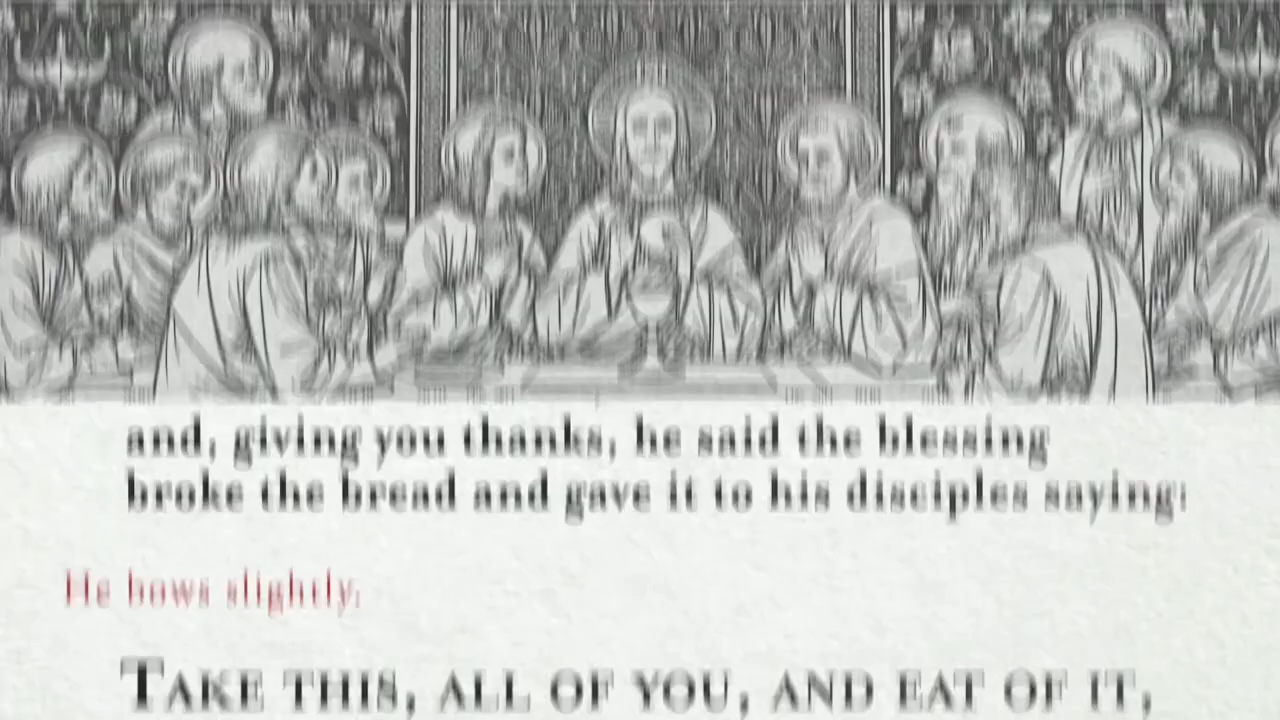 and, giving you thanks, he said the blessing
broke the bread and gave it to his disciples saying:
He bows slightly.
TAKE THIS, ALL OF YOU, AND EAT OF IT,